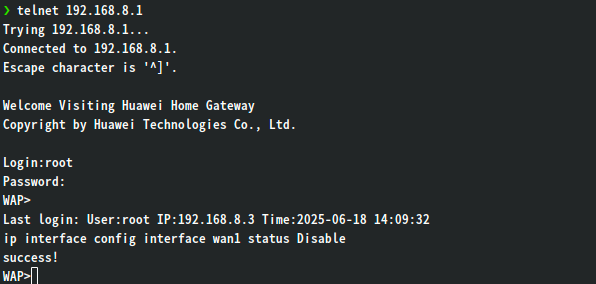 ❯ telnet 192.168.8.1
Trying 192.168.8.1...
Connected to 192.168.8.1.
Escape character is '^]'.
Welcome Visiting Huawei Home Gateway
Copyright by Huawei Technologies Co., Ltd.
Login:root
Password:
WAP>
Last login: User:root IP:192.168.8.3 Time:2025-06-18 14:09:32
ip interface config interface wan1 status Disable
success!
WAP>